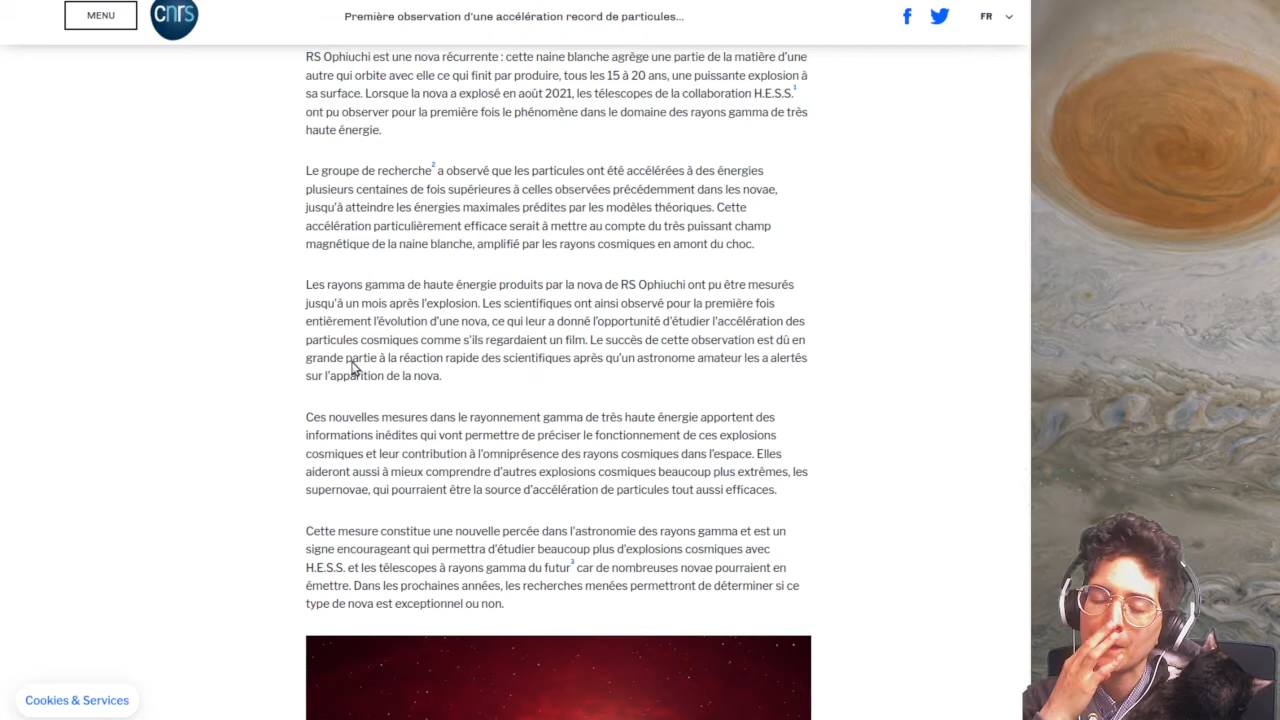 MENU
cnrs
Première observation d'une accélération record de particules...
FR
RS Ophiuchi est une nova récurrente : cette naine blanche agrège une partie de la matière d'une
autre qui orbite avec elle ce qui finit par produire, tous les 15 à 20 ans, une puissante explosion à
sa surface. Lorsque la nova a explosé en août 2021, les télescopes de la collaboration H.E.S.S.1
ont pu observer pour la première fois le phénomène dans le domaine des rayons gamma de très
haute énergie.
Le groupe de recherche2 a observé que les particules ont été accélérées à des énergies
plusieurs centaines de fois supérieures à celles observées précédemment dans les novae,
jusqu'à atteindre les énergies maximales prédites par les modèles théoriques. Cette
accélération particulièrement efficace serait à mettre au compte du très puissant champ
magnétique de la naine blanche, amplifié par les rayons cosmiques en amont du choc.
Les rayons gamma de haute énergie produits par la nova de RS Ophiuchi ont pu être mesurés
jusqu'à un mois après l'explosion. Les scientifiques ont ainsi observé pour la première fois
entièrement l'évolution d'une nova, ce qui leur a donné l'opportunité d'étudier l'accélération des
particules cosmiques comme s'ils regardaient un film. Le succès de cette observation est dû en
grande partie à la réaction rapide des scientifiques après qu'un astronome amateur les a alertés
sur l'apparition de la nova.
Ces nouvelles mesures dans le rayonnement gamma de très haute énergie apportent des
informations inédites qui vont permettre de préciser le fonctionnement de ces explosions
cosmiques et leur contribution à l'omniprésence des rayons cosmiques dans l'espace. Elles
aideront aussi à mieux comprendre d'autres explosions cosmiques beaucoup plus extrêmes, les
supernovae, qui pourraient être la source d'accélération de particules tout aussi efficaces.
Cette mesure constitue une nouvelle percée dans l'astronomie des rayons gamma et est un
signe encourageant qui permettra d'étudier beaucoup plus d'explosions cosmiques avec
H.E.S.S. et les télescopes à rayons gamma du futur3 car de nombreuses novae pourraient en
émettre. Dans les prochaines années, les recherches menées permettront de déterminer si ce
type de nova est exceptionnel ou non.
Cookies & Services